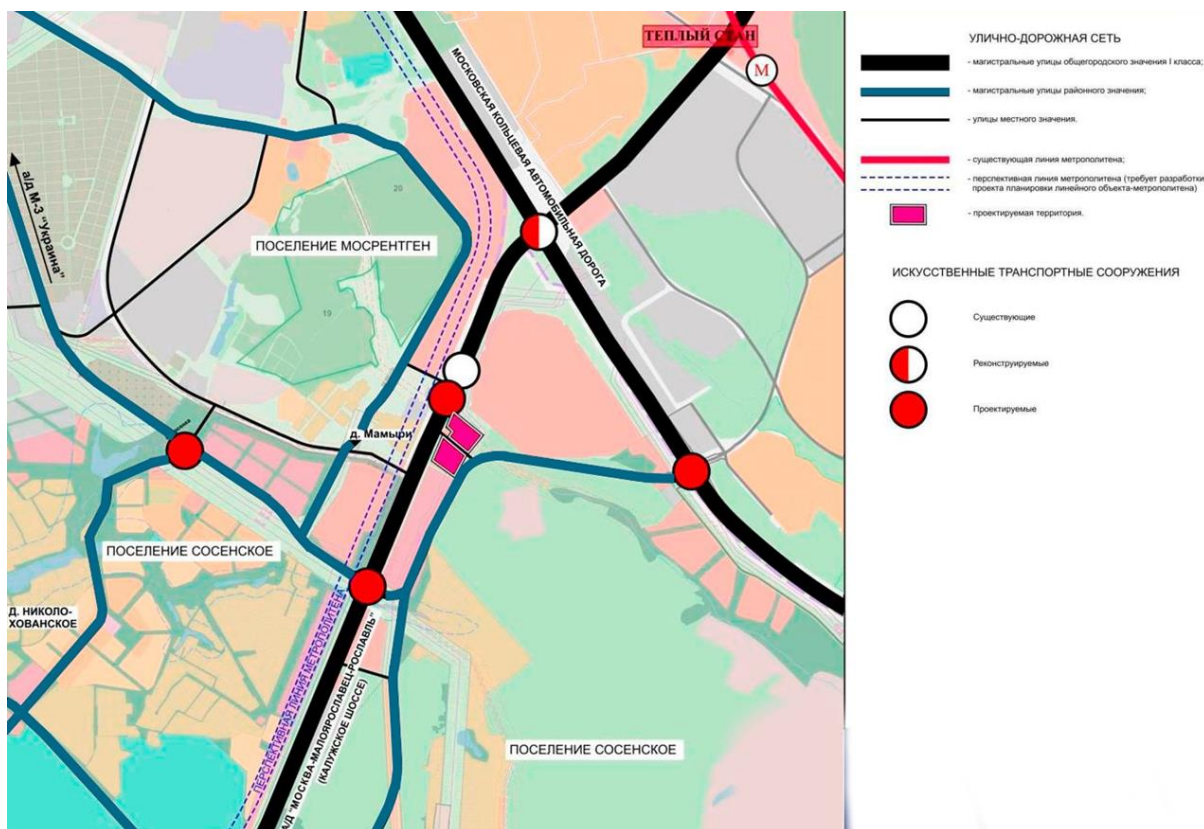 ТЕПЛЫЙ СТАН
М
МОСКОВСКАЯ КОЛЬЦЕВАЯ АВТОМОБИЛЬНАЯ ДОРОГА
а/д М-3 "Украина"
20
ПОСЕЛЕНИЕ МОСРЕНТГЕН
19
д. Мамыри
ПОСЕЛЕНИЕ СОСЕНСКОЕ
Д. НИКОЛО-
ХОВАНСКОЕ
ПЕРСПЕКТИВНАЯ ЛИНИЯ МЕТРОПОЛИТЕНА
А/Д "МОСКВА-МАЛОЯРОСЛАВЕЦ-РОСЛАВЛЬ"
(КАЛУЖСКОЕ ШОССЕ)
ПОСЕЛЕНИЕ СОСЕНСКОЕ
УЛИЧНО-ДОРОЖНАЯ СЕТЬ
- магистральные улицы общегородского значения I класса;
- магистральные улицы районного значения;
- улицы местного значения.
- существующая линия метрополитена;
- перспективная линия метрополитена (требует разработки
проекта планировки линейного объекта-метрополитена)
- проектируемая территория.
ИСКУССТВЕННЫЕ ТРАНСПОРТНЫЕ СООРУЖЕНИЯ
Существующие
Реконструируемые
Проектируемые